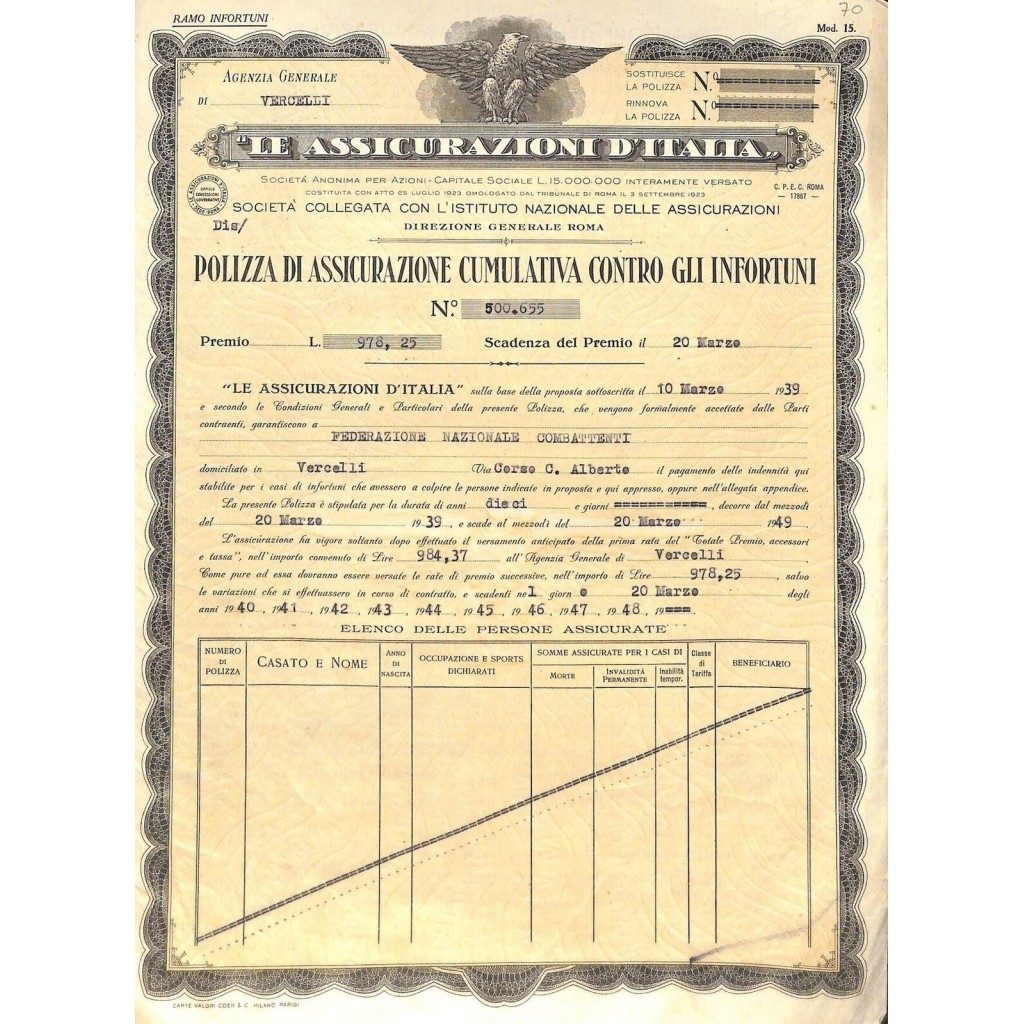 70
RAMO INFORTUNI
Mod. 15.
AGENZIA GENERALE
DI VERCELLI
SOSTITUISCE LA POLIZZA N.o ============
RINNOVA LA POLIZZA N.o ============
"LE ASSICURAZIONI D'ITALIA„
SOCIETÀ ANONIMA PER AZIONI - CAPITALE SOCIALE L. 15.000.000 INTERAMENTE VERSATO
COSTITUITA CON ATTO 25 LUGLIO 1923 OMOLOGATO DAL TRIBUNALE DI ROMA IL 3 SETTEMBRE 1923
C. P. E. C. ROMA
— 17867 —
SOCIETÀ COLLEGATA CON L'ISTITUTO NAZIONALE DELLE ASSICURAZIONI
Dis/
DIREZIONE GENERALE ROMA
POLIZZA DI ASSICURAZIONE CUMULATIVA CONTRO GLI INFORTUNI
N.o 500.655
Premio L. 978,25 Scadenza del Premio il 20 Marzo
"LE ASSICURAZIONI D'ITALIA" sulla base della proposta sottoscritta il 10 Marzo 1939
e secondo le Condizioni Generali e Particolari della presente Polizza, che vengono formalmente accettate dalle Parti
contraenti, garantiscono a
FEDERAZIONE NAZIONALE COMBATTENTI
domiciliato in Vercelli Via Corso C. Alberto il pagamento delle indennità qui
stabilite per i casi di infortuni che avessero a colpire le persone indicate in proposta e qui appresso, oppure nell'allegata appendice.
La presente Polizza è stipulata per la durata di anni dieci e giorni ===========, decorre dal mezzodì
del 20 Marzo 1939, e scade al mezzodì del 20 Marzo 1949
L'assicurazione ha vigore soltanto dopo effettuato il versamento anticipato della prima rata del "Totale Premio, accessori
e tassa", nell'importo convenuto di Lire 984,37 all'Agenzia Generale di Vercelli
Come pure ad essa dovranno essere versate le rate di premio successive, nell'importo di Lire 978,25, salvo
le variazioni che si effettuassero in corso di contratto, e scadenti nel giorno 20 Marzo degli
anni 1940, 1941, 1942, 1943, 1944, 1945, 1946, 1947, 1948, 19===.
ELENCO DELLE PERSONE ASSICURATE
NUMERO DI POLIZZA
CASATO E NOME
ANNO DI NASCITA
OCCUPAZIONE E SPORTS DICHIARATI
SOMME ASSICURATE PER I CASI DI
MORTE
INVALIDITÀ PERMANENTE
Inabilità tempor.
Classe di Tariffa
BENEFICIARIO
CARTE VALORI COEN & C. MILANO PARIGI